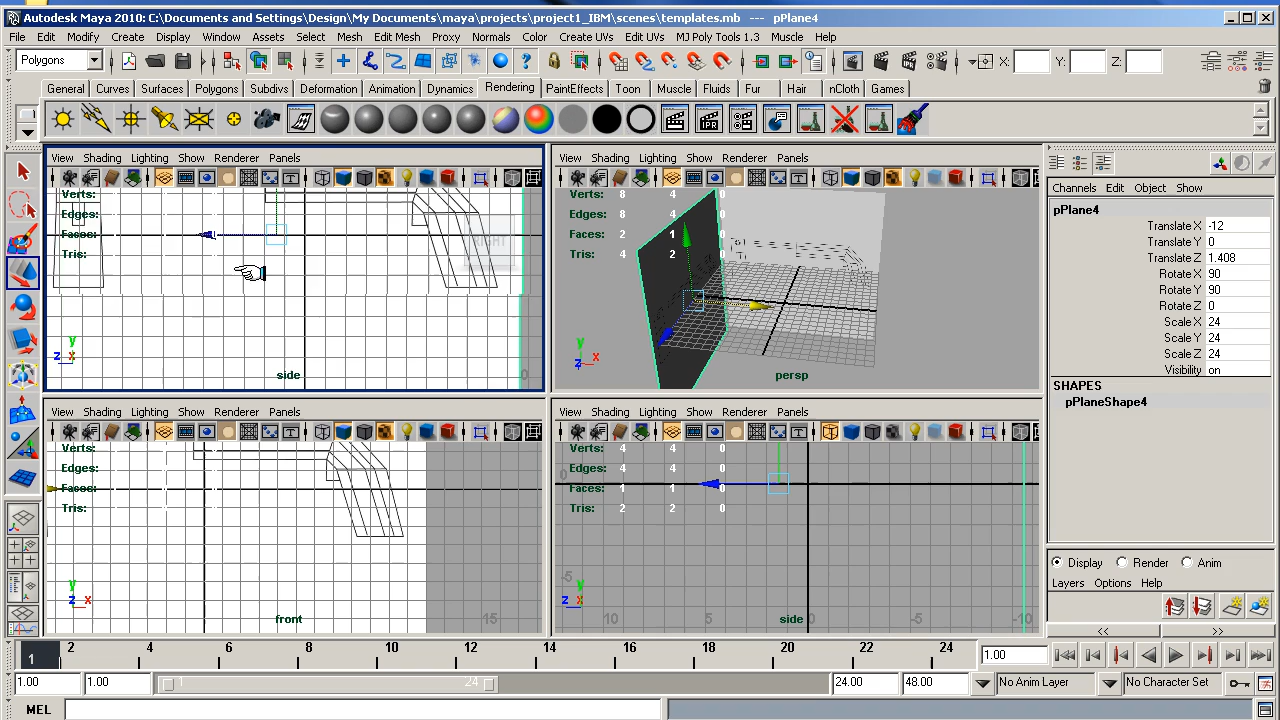 Autodesk Maya 2010: C:\Documents and Settings\Design\My Documents\maya\projects\project1_IBM\scenes\templates.mb --- pPlane4
File Edit Modify Create Display Window Assets Select Mesh Edit Mesh Proxy Normals Color Create UVs Edit UVs MJ Poly Tools 1.3 Muscle Help
Polygons X: Y: Z:
General Curves Surfaces Polygons Subdivs Deformation Animation Dynamics Rendering PaintEffects Toon Muscle Fluids Fur Hair nCloth Games
IPR
View Shading Lighting Show Renderer Panels
Verts:
Edges:
Faces:
Tris:
RIGHT
y
z x
side
0
View Shading Lighting Show Renderer Panels
Verts: 8 4 0
Edges: 8 4 0
Faces: 2 1 0
Tris: 4 2 0
y
x
z
persp
View Shading Lighting Show Renderer Panels
Verts:
Edges:
Faces:
Tris:
y
z x
front
15
View Shading Lighting Show Renderer Panels
Verts: 4 4 0
Edges: 4 4 0
Faces: 1 1 0
Tris: 2 2 0
0
-5
y
z x
10 5 0 -5 -10
side
Channels Edit Object Show
pPlane4
Translate X -12
Translate Y 0
Translate Z 1.408
Rotate X 90
Rotate Y 90
Rotate Z 0
Scale X 24
Scale Y 24
Scale Z 24
Visibility on
SHAPES
pPlaneShape4
Display Render Anim
Layers Options Help
<< >>
1 2 4 6 8 10 12 14 16 18 20 22 24 1.00
1.00 1.00 1 24 24.00 48.00 No Anim Layer No Character Set
MEL